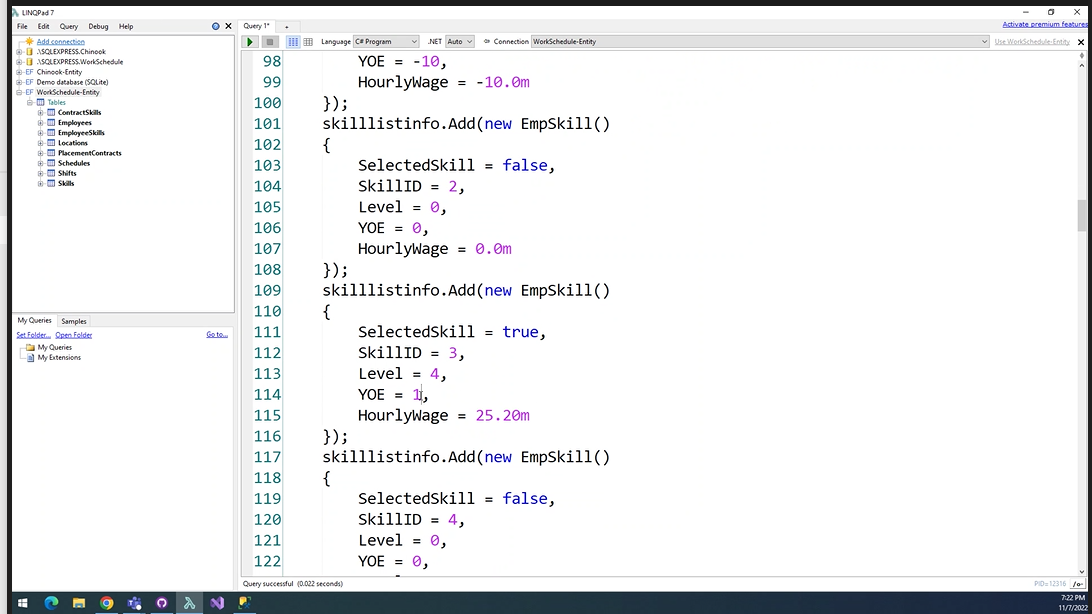 LINQPad 7
File Edit Query Debug Help
Query 1*
+
Activate premium features
Language C# Program .NET Auto Connection WorkSchedule-Entity Use WorkSchedule-Entity
Add connection
.\SQLEXPRESS.Chinook
.\SQLEXPRESS.WorkSchedule
EF Chinook-Entity
Demo database (SQLite)
EF WorkSchedule-Entity
Tables
ContractSkills
Employees
EmployeeSkills
Locations
PlacementContracts
Schedules
Shifts
Skills
My Queries Samples
Set Folder... Open Folder Go to...
My Queries
My Extensions
98 YOE = -10,
99 HourlyWage = -10.0m
100 });
101 skilllistinfo.Add(new EmpSkill()
102 {
103 SelectedSkill = false,
104 SkillID = 2,
105 Level = 0,
106 YOE = 0,
107 HourlyWage = 0.0m
108 });
109 skilllistinfo.Add(new EmpSkill()
110 {
111 SelectedSkill = true,
112 SkillID = 3,
113 Level = 4,
114 YOE = 1,
115 HourlyWage = 25.20m
116 });
117 skilllistinfo.Add(new EmpSkill()
118 {
119 SelectedSkill = false,
120 SkillID = 4,
121 Level = 0,
122 YOE = 0,
Query successful (0.022 seconds)
PID=12316 /o-
7:22 PM